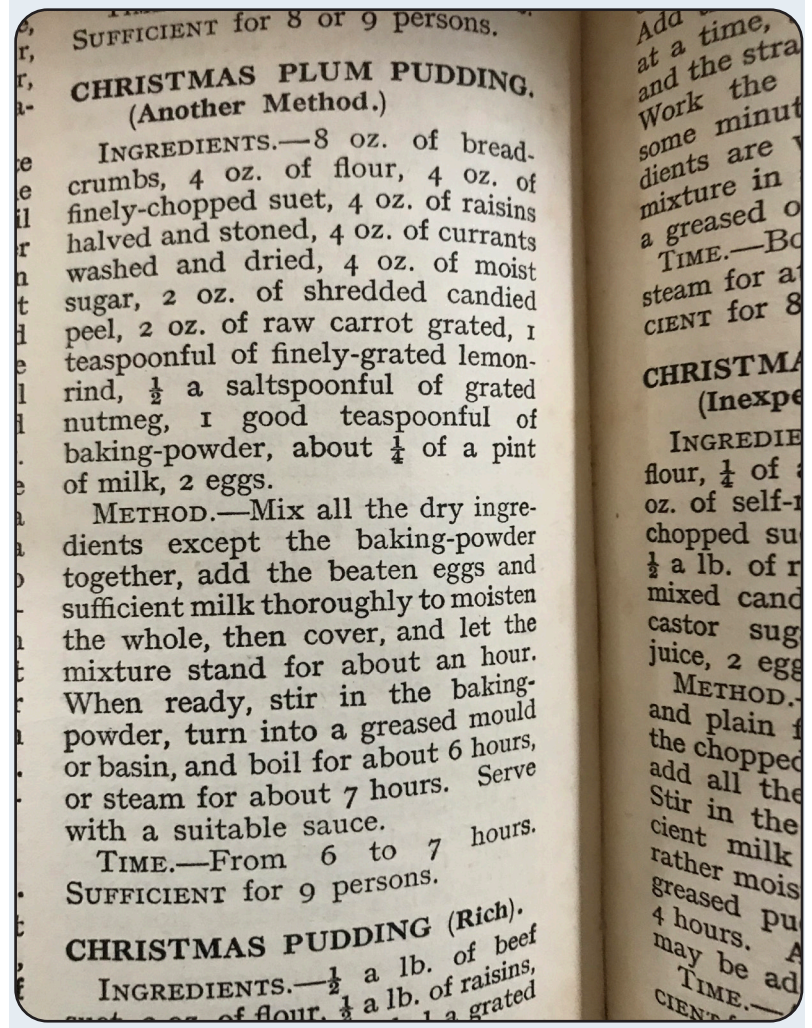 SUFFICIENT for 8 or 9 persons.
CHRISTMAS PLUM PUDDING.
(Another Method.)
INGREDIENTS.—8 oz. of bread-
crumbs, 4 oz. of flour, 4 oz. of
finely-chopped suet, 4 oz. of raisins
halved and stoned, 4 oz. of currants
washed and dried, 4 oz. of moist
sugar, 2 oz. of shredded candied
peel, 2 oz. of raw carrot grated, 1
teaspoonful of finely-grated lemon-
rind, ½ a saltspoonful of grated
nutmeg, 1 good teaspoonful of
baking-powder, about ¼ of a pint
of milk, 2 eggs.
METHOD.—Mix all the dry ingre-
dients except the baking-powder
together, add the beaten eggs and
sufficient milk thoroughly to moisten
the whole, then cover, and let the
mixture stand for about an hour.
When ready, stir in the baking-
powder, turn into a greased mould
or basin, and boil for about 6 hours,
or steam for about 7 hours. Serve
with a suitable sauce.
TIME.—From 6 to 7 hours.
SUFFICIENT for 9 persons.
CHRISTMAS PUDDING (Rich).
INGREDIENTS.—½ a lb. of beef
of flour, ½ a lb. of raisins,
a grated
Add
at a time,
and the
Work the
some
dients are
mixture in
a greased
TIME.—
steam for
CIENT for 8
INGREDIE
flour, ¼ of
oz. of
chopped
½ a lb. of
mixed
castor
juice, 2
METHOD.
and plain
the chopped
add all the
Stir in the
cient milk
rather
greased
4 hours.
may be
TIME.—